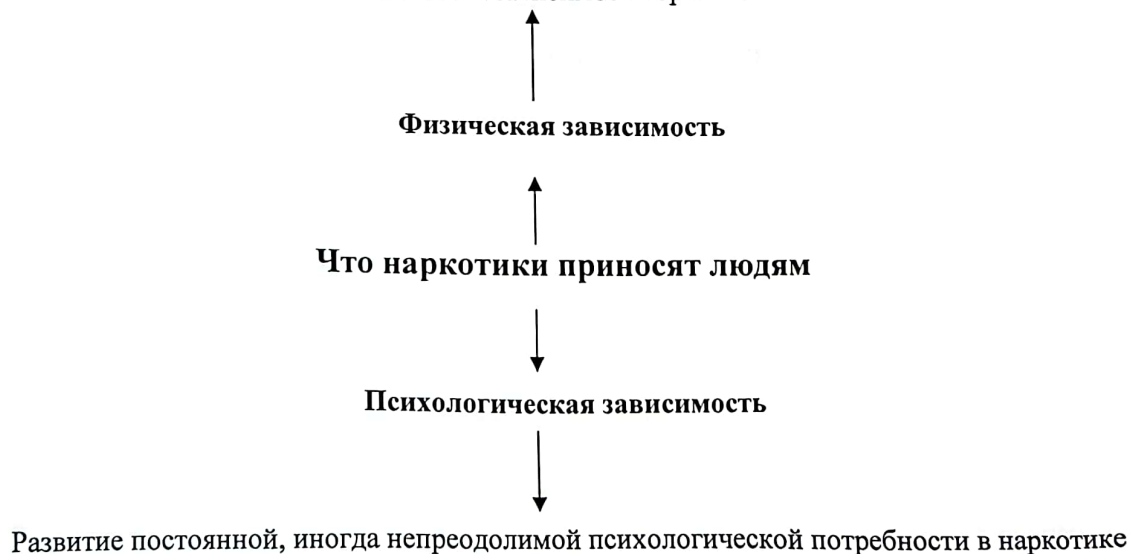 Физическая зависимость
Что наркотики приносят людям
Психологическая зависимость
Развитие постоянной, иногда непреодолимой психологической потребности в наркотике